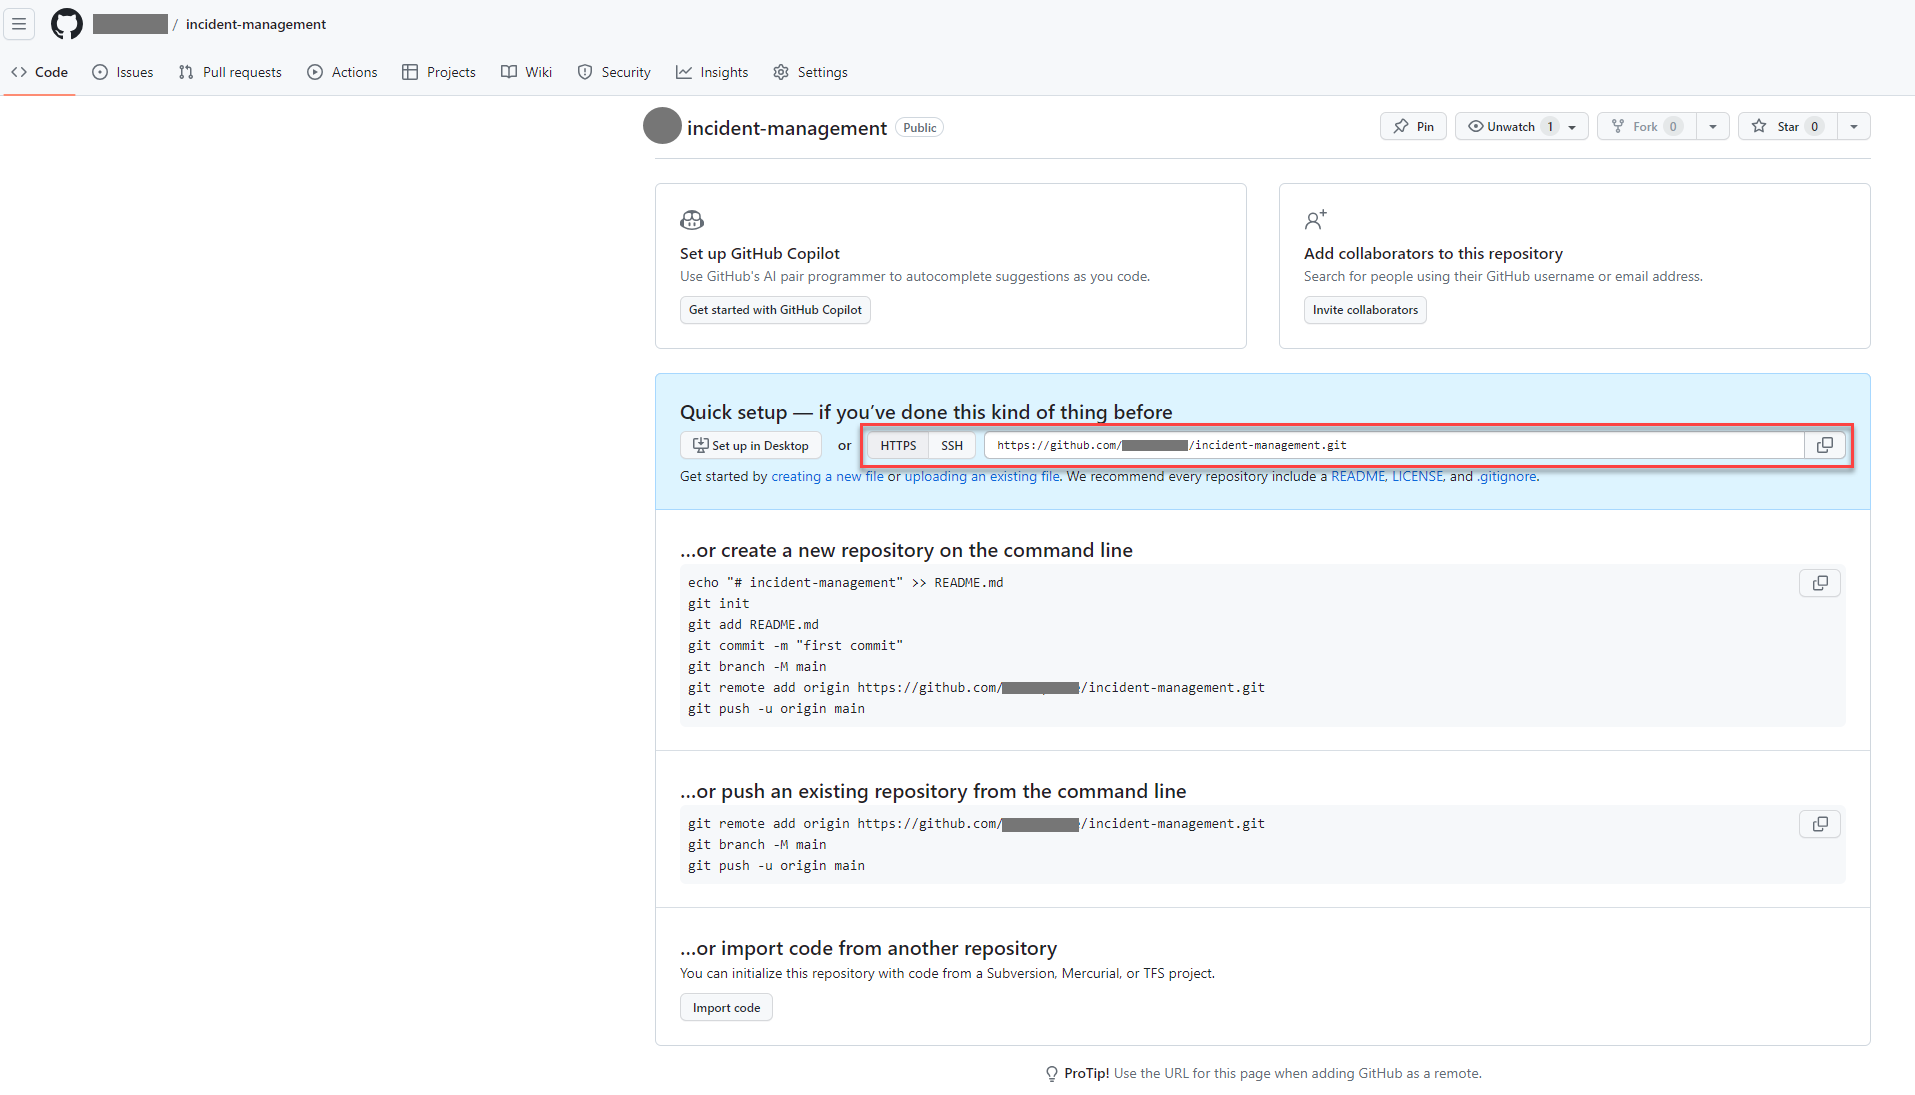 / incident-management
Code Issues Pull requests Actions Projects Wiki Security Insights Settings
incident-management Public Pin Unwatch 1 Fork 0 Star 0
Set up GitHub Copilot
Use GitHub's AI pair programmer to autocomplete suggestions as you code.
Get started with GitHub Copilot
Add collaborators to this repository
Search for people using their GitHub username or email address.
Invite collaborators
Quick setup — if you’ve done this kind of thing before
Set up in Desktop or HTTPS SSH https://github.com/ /incident-management.git
Get started by creating a new file or uploading an existing file. We recommend every repository include a README, LICENSE, and .gitignore.
…or create a new repository on the command line
echo "# incident-management" >> README.md
git init
git add README.md
git commit -m "first commit"
git branch -M main
git remote add origin https://github.com/ /incident-management.git
git push -u origin main
…or push an existing repository from the command line
git remote add origin https://github.com/ /incident-management.git
git branch -M main
git push -u origin main
…or import code from another repository
You can initialize this repository with code from a Subversion, Mercurial, or TFS project.
Import code
ProTip! Use the URL for this page when adding GitHub as a remote.